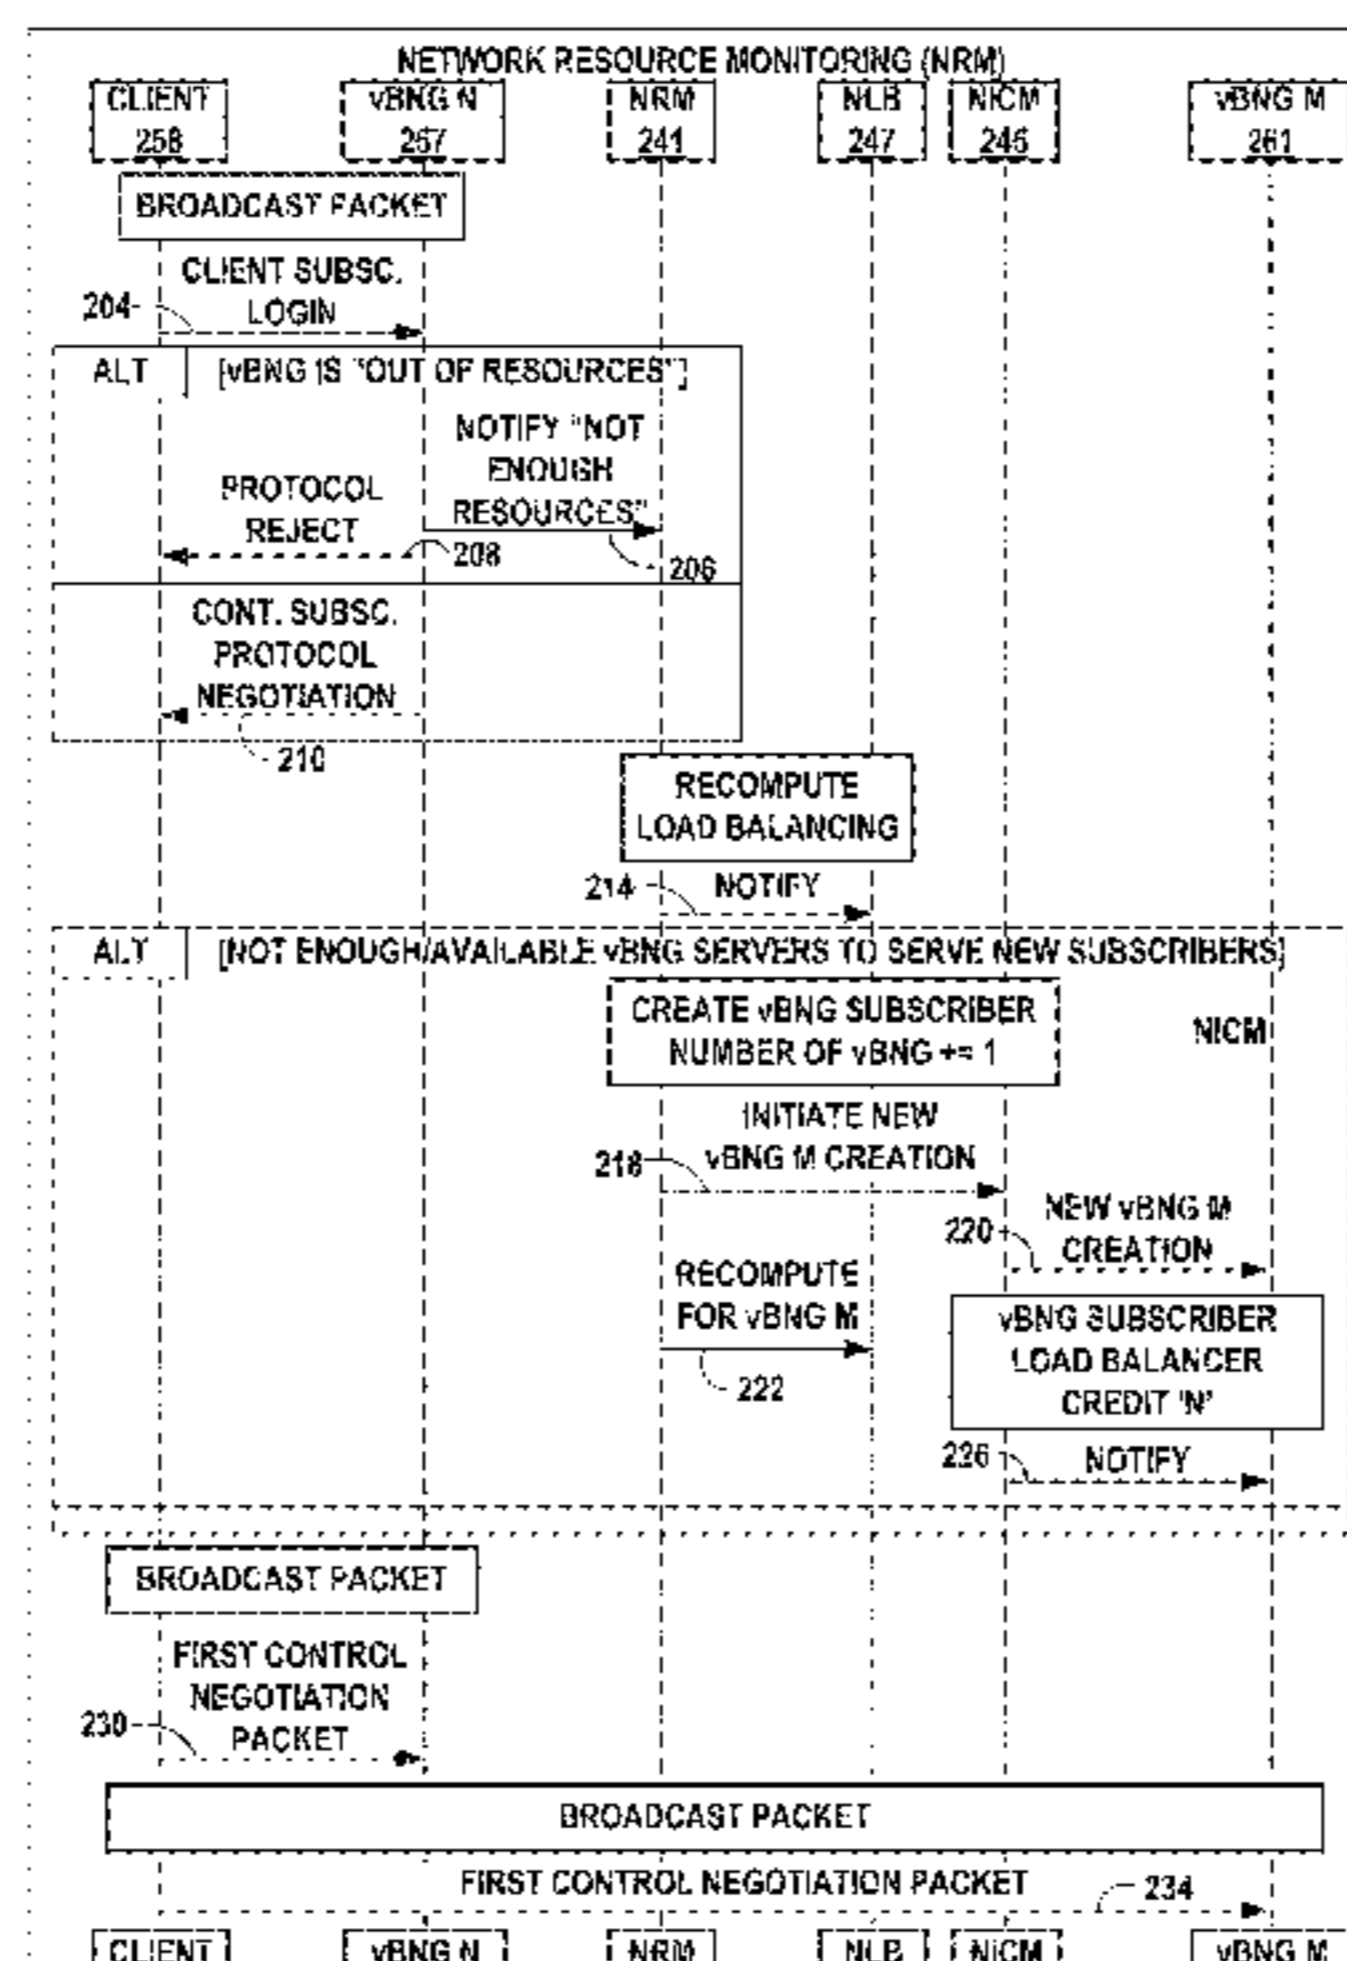 NETWORK RESOURCE MONITORING (NRM)
CLIENT
258
vBNG N
257
NRM
241
NLB
247
NICM
245
vBNG M
261
BROADCAST PACKET
CLIENT SUBSC.
LOGIN
204
ALT
[vBNG IS "OUT OF RESOURCES"]
NOTIFY "NOT
ENOUGH
RESOURCES"
PROTOCOL
REJECT
208
206
CONT. SUBSC.
PROTOCOL
NEGOTIATION
210
RECOMPUTE
LOAD BALANCING
214
NOTIFY
ALT
[NOT ENOUGH/AVAILABLE vBNG SERVERS TO SERVE NEW SUBSCRIBERS]
CREATE vBNG SUBSCRIBER
NUMBER OF vBNG += 1
NICM
INITIATE NEW
vBNG M CREATION
218
NEW vBNG M
CREATION
220
RECOMPUTE
FOR vBNG M
222
vBNG SUBSCRIBER
LOAD BALANCER
CREDIT 'N'
226
NOTIFY
BROADCAST PACKET
FIRST CONTROL
NEGOTIATION
PACKET
230
BROADCAST PACKET
FIRST CONTROL NEGOTIATION PACKET
234
CLIENT
vBNG N
NRM
NLB
NICM
vBNG M